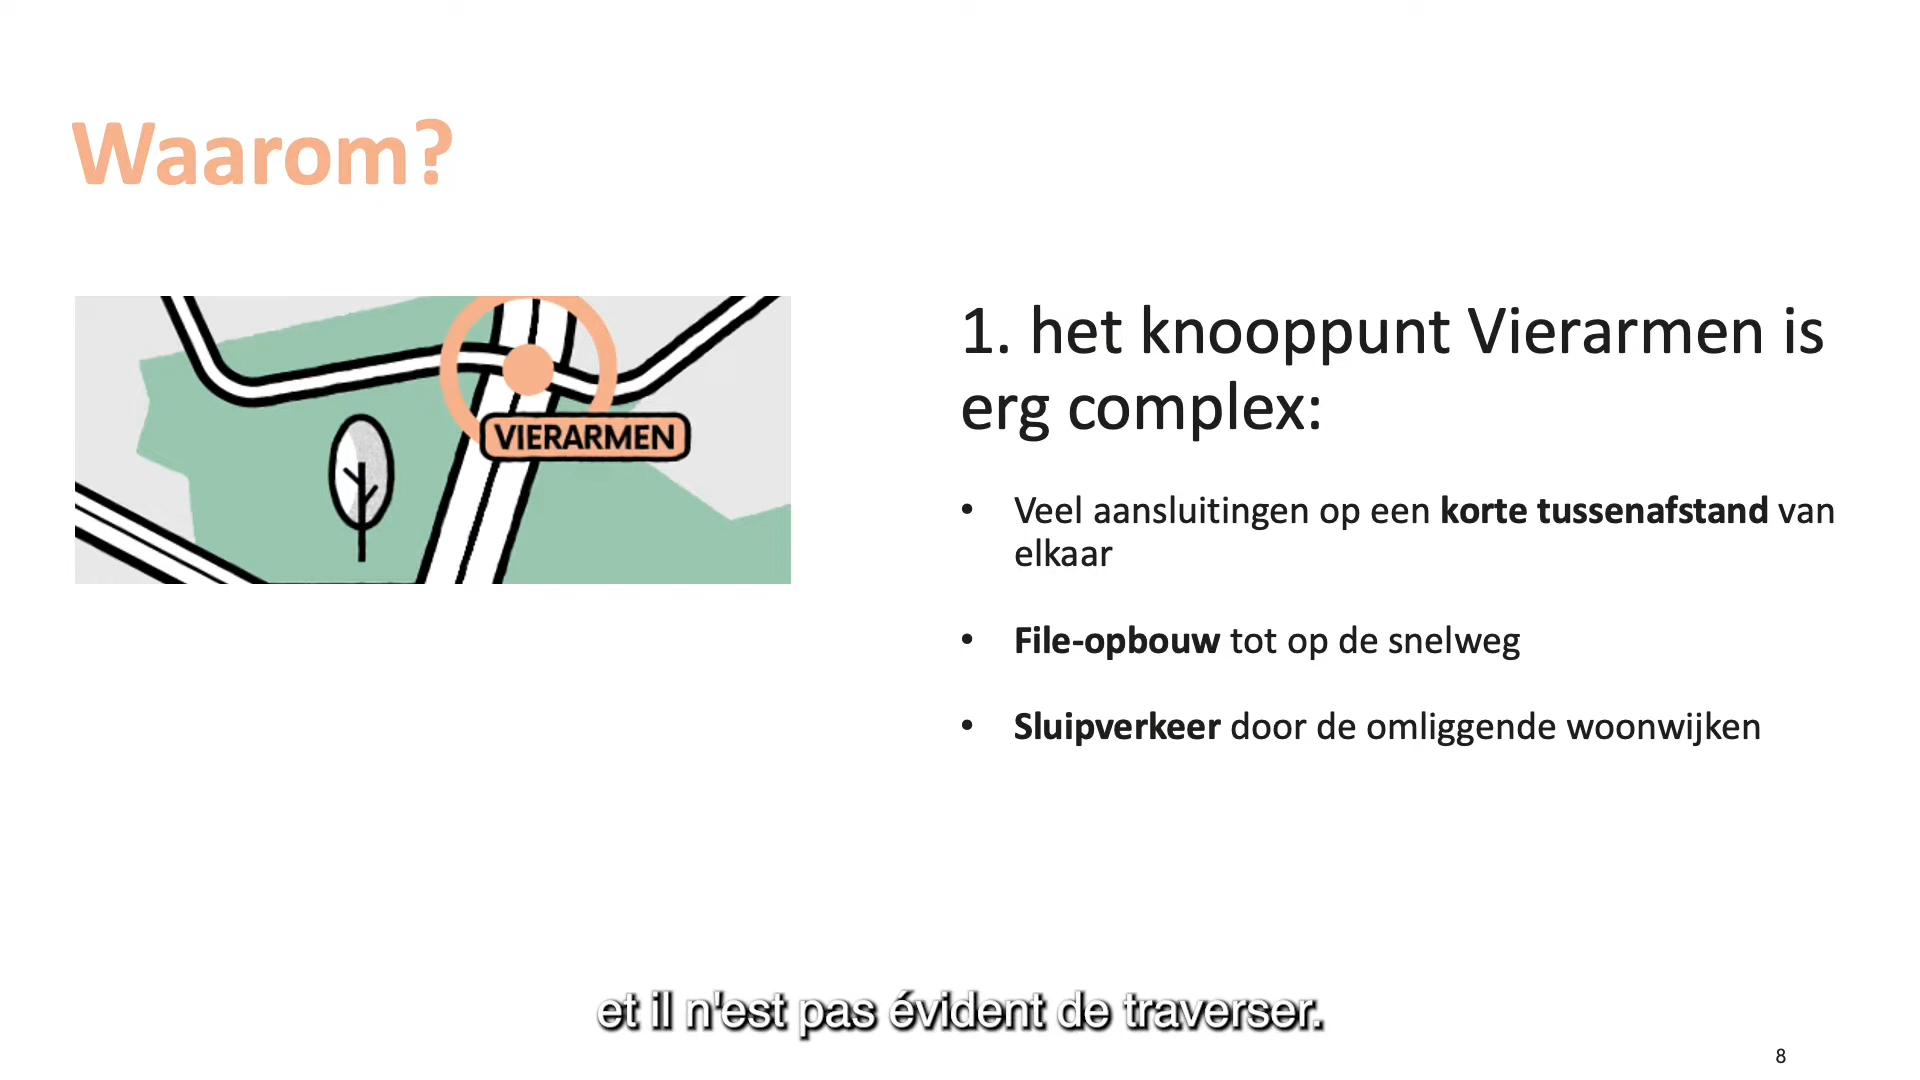 Waarom?
VIERARMEN
1. het knooppunt Vierarmen is
erg complex:
• Veel aansluitingen op een korte tussenafstand van
elkaar
• File-opbouw tot op de snelweg
• Sluipverkeer door de omliggende woonwijken
et il n'est pas évident de traverser.
8